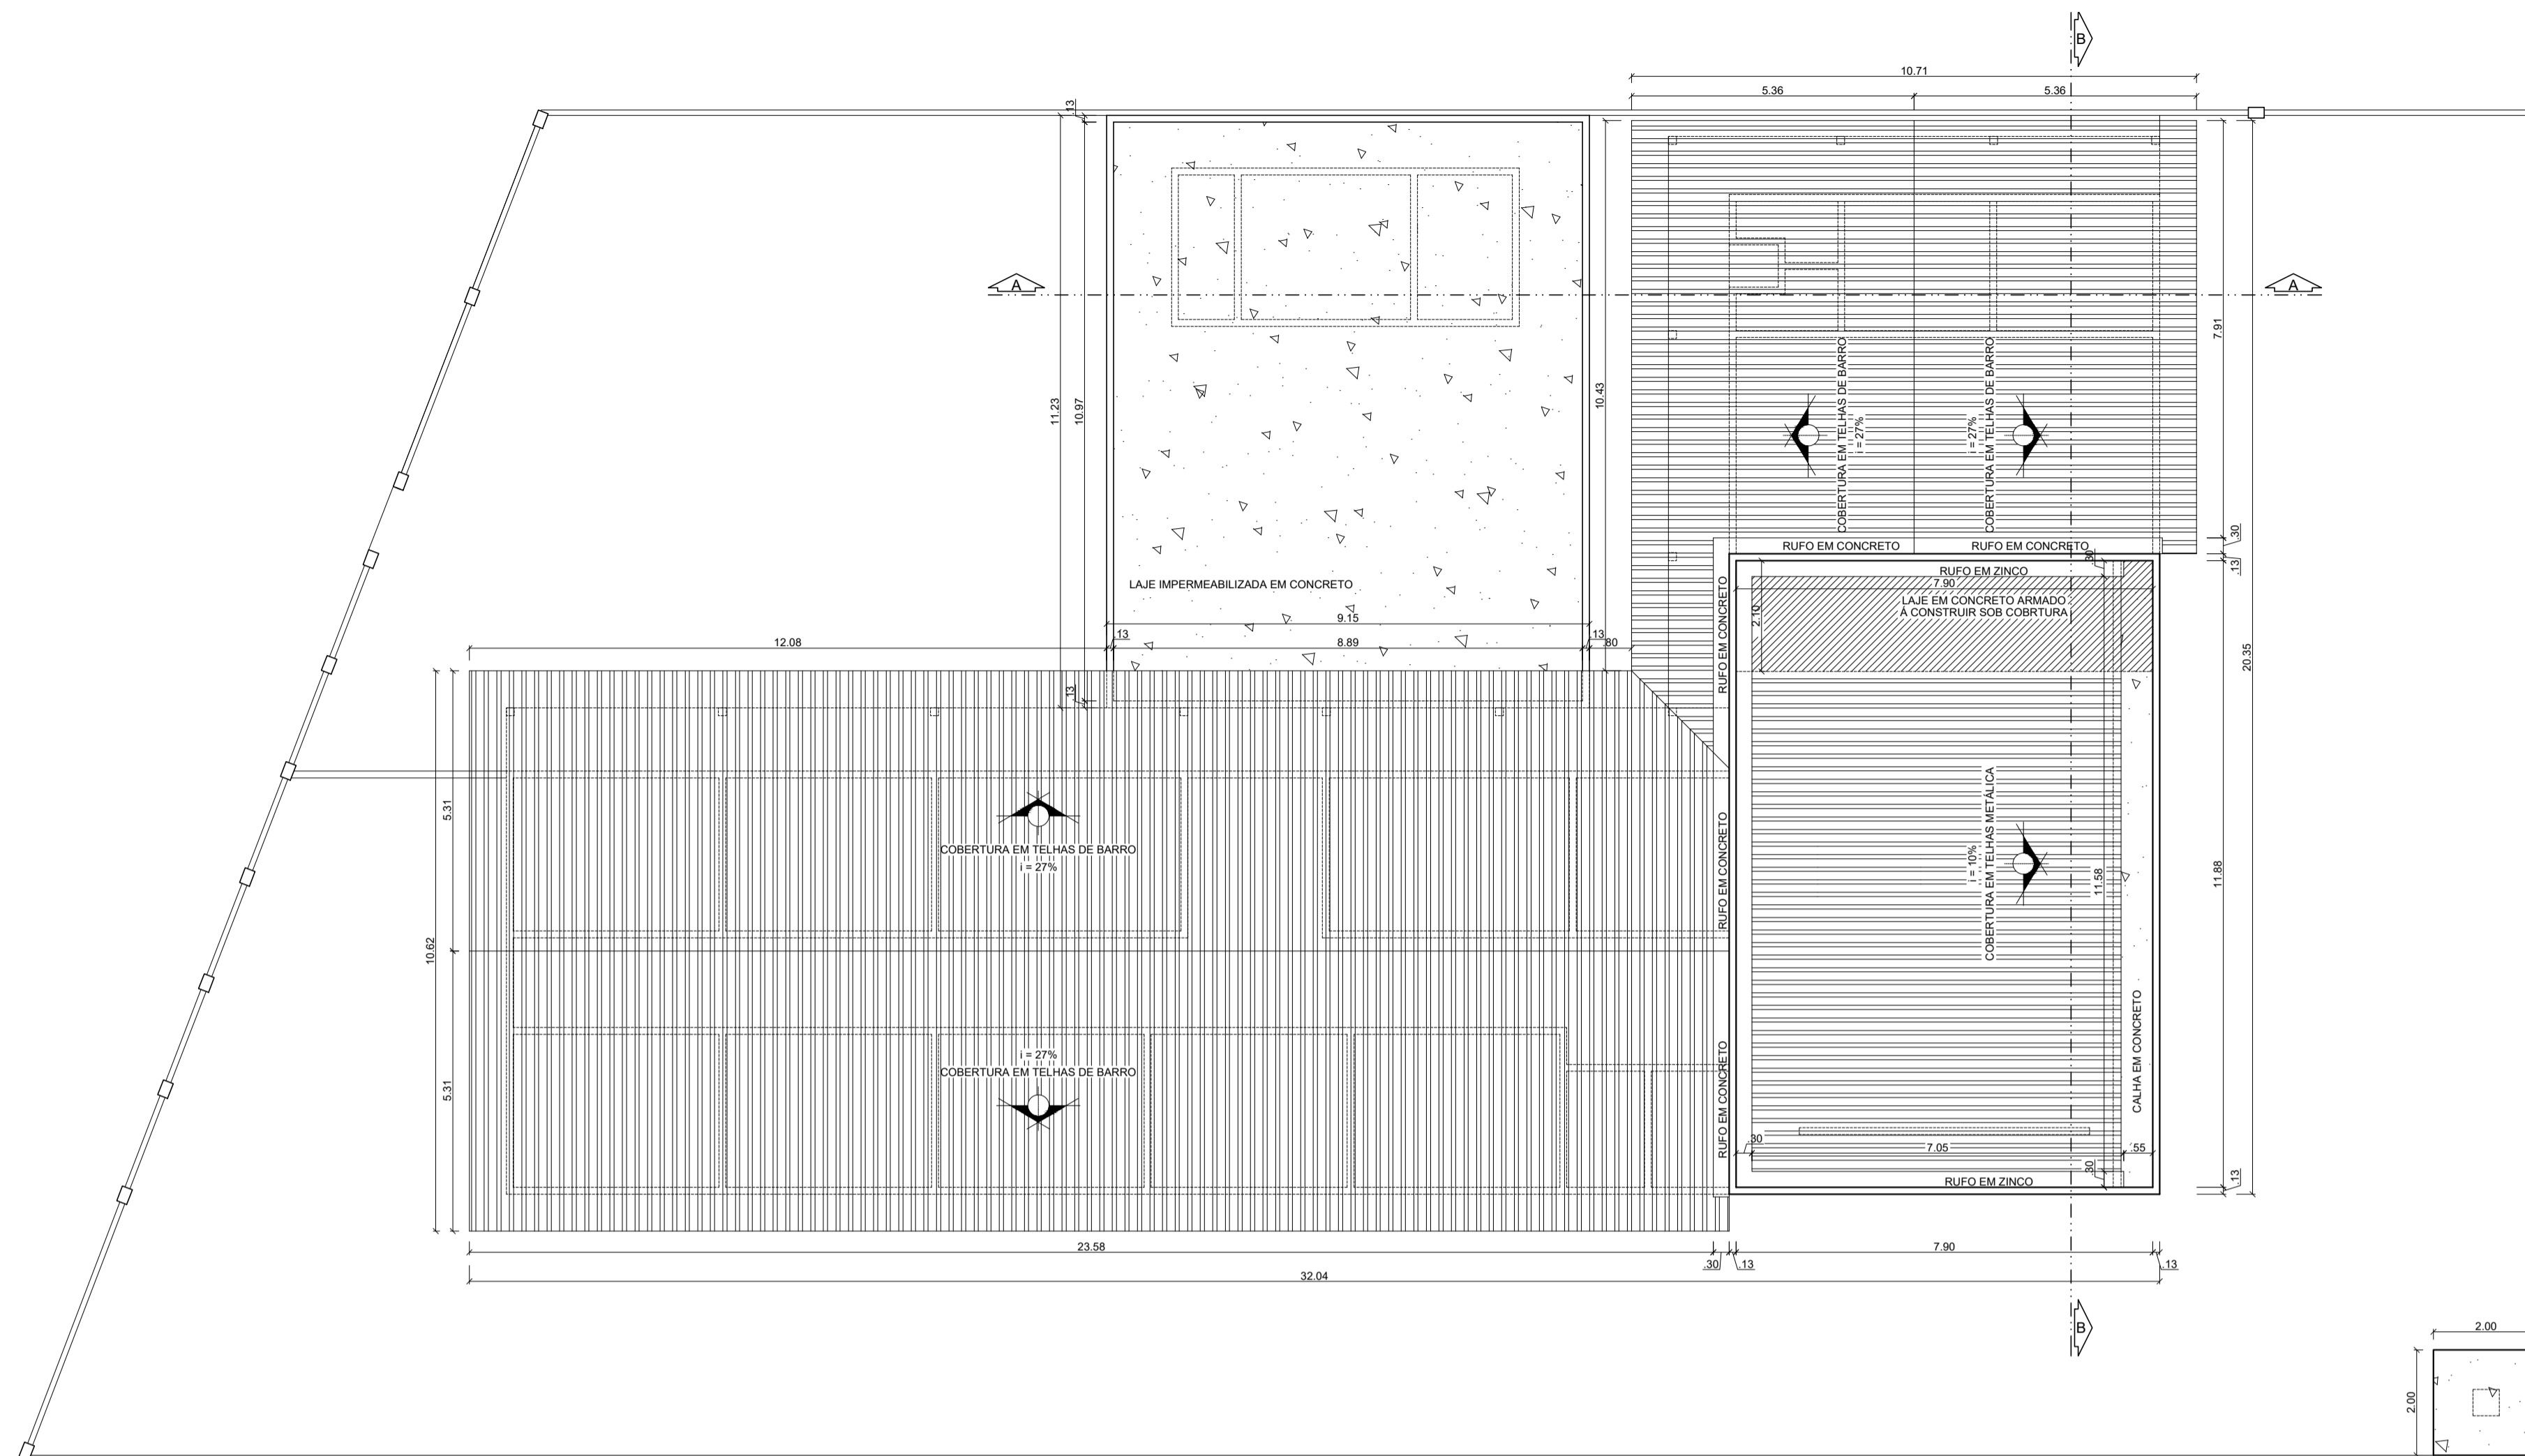 B
10.71
5.36
5.36
.13
A
A
11.23
10.97
10.43
7.91
COBERTURA EM TELHAS DE BARRO
i = 27%
i = 27%
COBERTURA EM TELHAS DE BARRO
.30
.13
RUFO EM CONCRETO
RUFO EM CONCRETO
.30
RUFO EM ZINCO
7.90
LAJE EM CONCRETO ARMADO
Á CONSTRUIR SOB COBRTURA
2.10
RUFO EM CONCRETO
LAJE IMPERMEABILIZADA EM CONCRETO
9.15
12.08
.13
8.89
.13
.80
20.35
.13
5.31
COBERTURA EM TELHAS DE BARRO
i = 27%
RUFO EM CONCRETO
i = 10%
COBERTURA EM TELHAS METÁLICA
11.58
11.88
10.62
5.31
i = 27%
COBERTURA EM TELHAS DE BARRO
RUFO EM CONCRETO
CALHA EM CONCRETO
.30
7.05
.55
.30
.13
RUFO EM ZINCO
23.58
.30
.13
7.90
.13
32.04
B
2.00
2.00